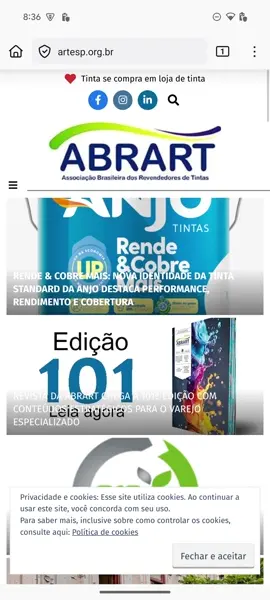 8:36
artesp.org.br
1
Tinta se compra em loja de tinta
ABRART
Associação Brasileira dos Revendedores de Tintas
ANJO
TINTAS
Rende
&Cobre
UP
RENDE & COBRE MAIS: NOVA IDENTIDADE DA TINTA
STANDARD DA ANJO DESTACA PERFORMANCE,
RENDIMENTO E COBERTURA
Edição
101
Leia agora
REVISTA DA ABRART CHEGA À 101ª EDIÇÃO COM
CONTEÚDOS ESTRATÉGICOS PARA O VAREJO
ESPECIALIZADO
Privacidade e cookies: Esse site utiliza cookies. Ao continuar a
usar este site, você concorda com seu uso.
Para saber mais, inclusive sobre como controlar os cookies,
consulte aqui: Política de cookies
Fechar e aceitar